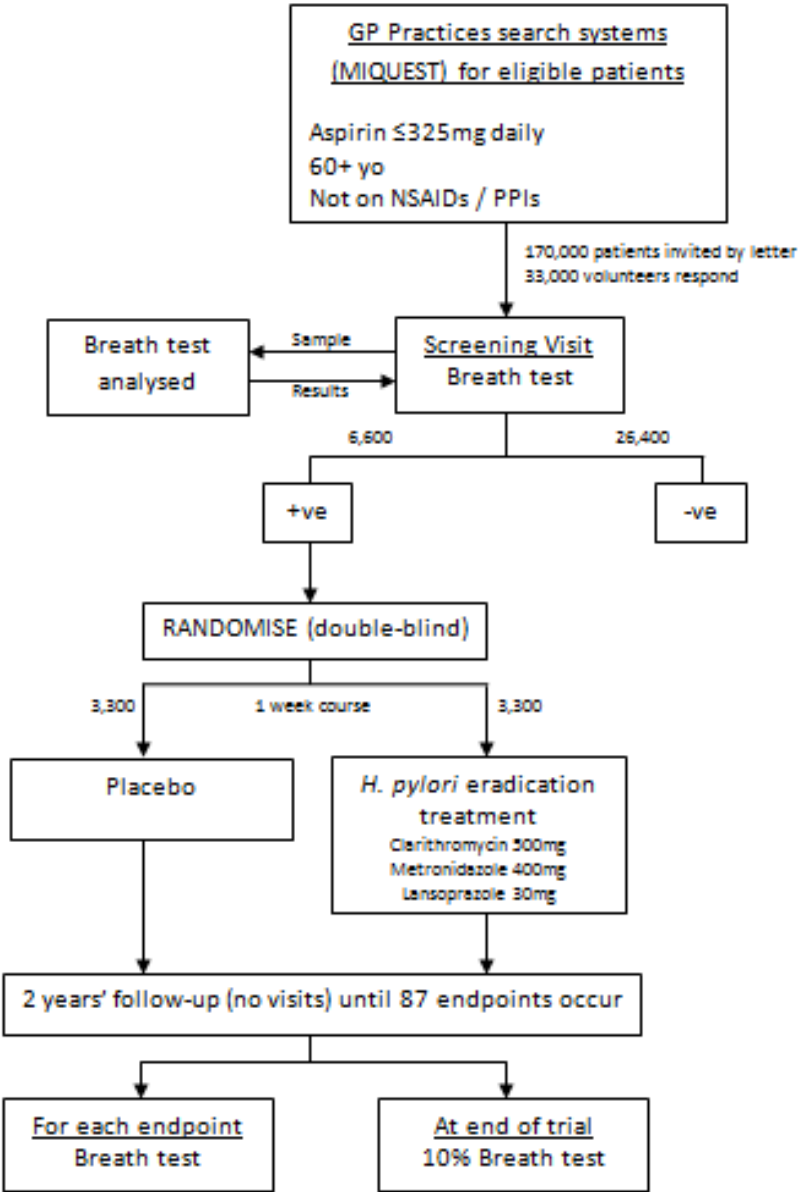 GP Practices search systems
(MIQUEST) for eligible patients
Aspirin ≤325mg daily
60+ yo
Not on NSAIDs / PPIs
170,000 patients invited by letter
33,000 volunteers respond
Breath test
analysed
Sample
Results
Screening Visit
Breath test
6,600
26,400
+ve
-ve
RANDOMISE (double-blind)
3,300
1 week course
3,300
Placebo
H. pylori eradication
treatment
Clarithromycin 500mg
Metronidazole 400mg
Lansoprazole 30mg
2 years’ follow-up (no visits) until 87 endpoints occur
For each endpoint
Breath test
At end of trial
10% Breath test